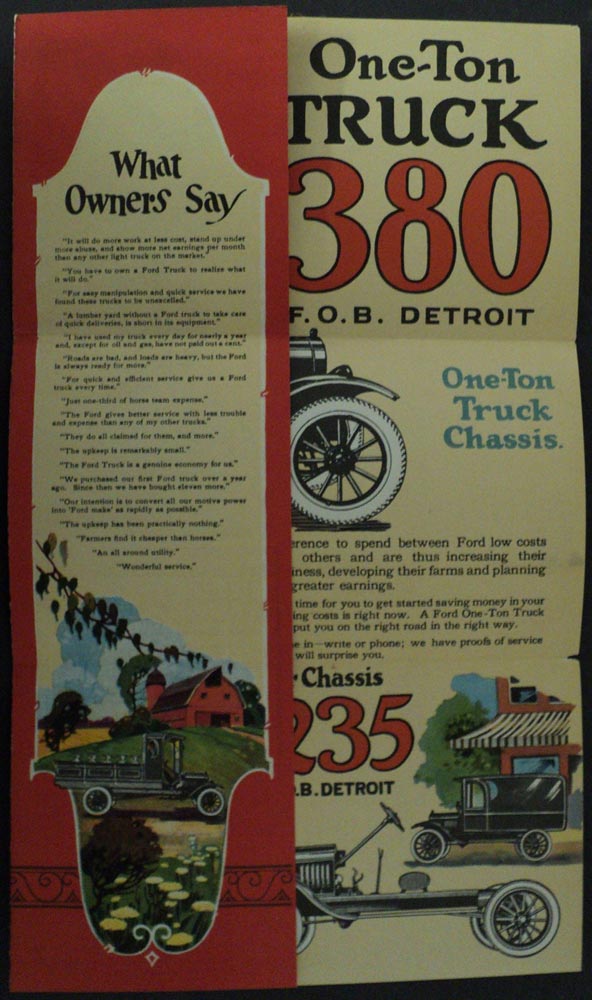 What
Owners Say
"It will do more work at less cost, stand up under
more abuse, and show more net earnings per month
than any other light truck on the market."
"You have to own a Ford Truck to realize what
it will do."
"For easy manipulation and quick service we have
found these trucks to be unexcelled."
"A lumber yard without a Ford truck to take care
of quick deliveries, is short in its equipment."
"I have used my truck every day for nearly a year
and, except for oil and gas, have not paid out a cent."
"Roads are bad, and loads are heavy, but the Ford
is always ready for more."
"For quick and efficient service give us a Ford
truck every time."
"Just one-third of horse team expense."
"The Ford gives better service with less trouble
and expense than any of my other trucks."
"They do all claimed for them, and more."
"The upkeep is remarkably small."
"The Ford Truck is a genuine economy for us."
"We purchased our first Ford truck over a year
ago. Since then we have bought eleven more."
"Our intention is to convert all our motive power
into 'Ford make' as rapidly as possible."
"The upkeep has been practically nothing."
"Farmers find it cheaper than horses."
"An all around utility."
"Wonderful service."
One-Ton
TRUCK
380
F.O.B. DETROIT
One-Ton
Truck
Chassis.
erence to spend between Ford low costs
others and are thus increasing their
iness, developing their farms and planning
greater earnings.
time for you to get started saving money in your
ing costs is right now. A Ford One-Ton Truck
put you on the right road in the right way.
e in—write or phone; we have proofs of service
will surprise you.
Chassis
235
.B. DETROIT